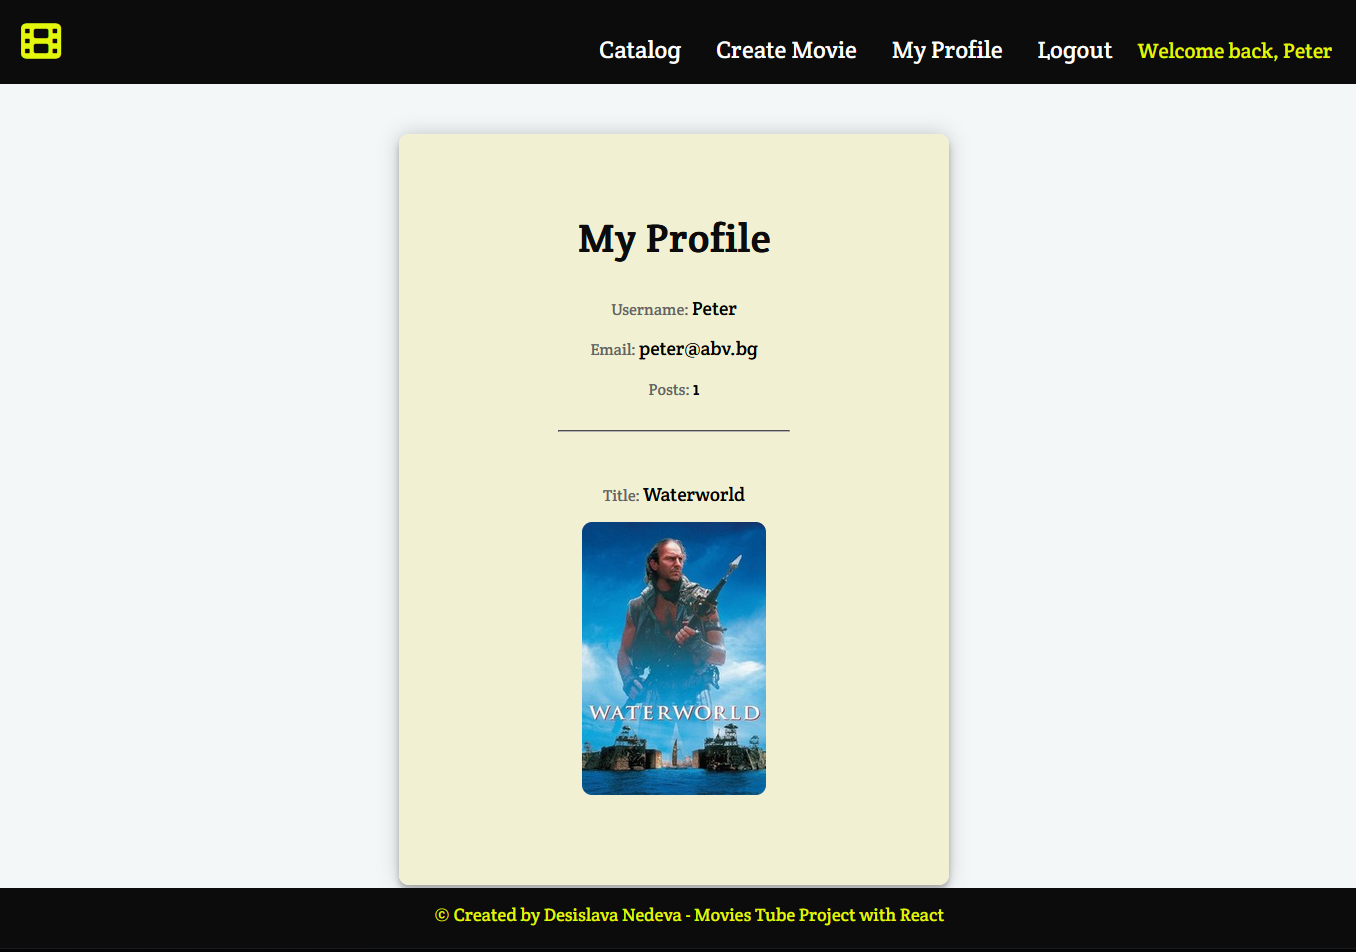 Catalog Create Movie My Profile Logout Welcome back, Peter
My Profile
Username: Peter
Email: peter@abv.bg
Posts: 1
Title: Waterworld
WATERWORLD
© Created by Desislava Nedeva - Movies Tube Project with React